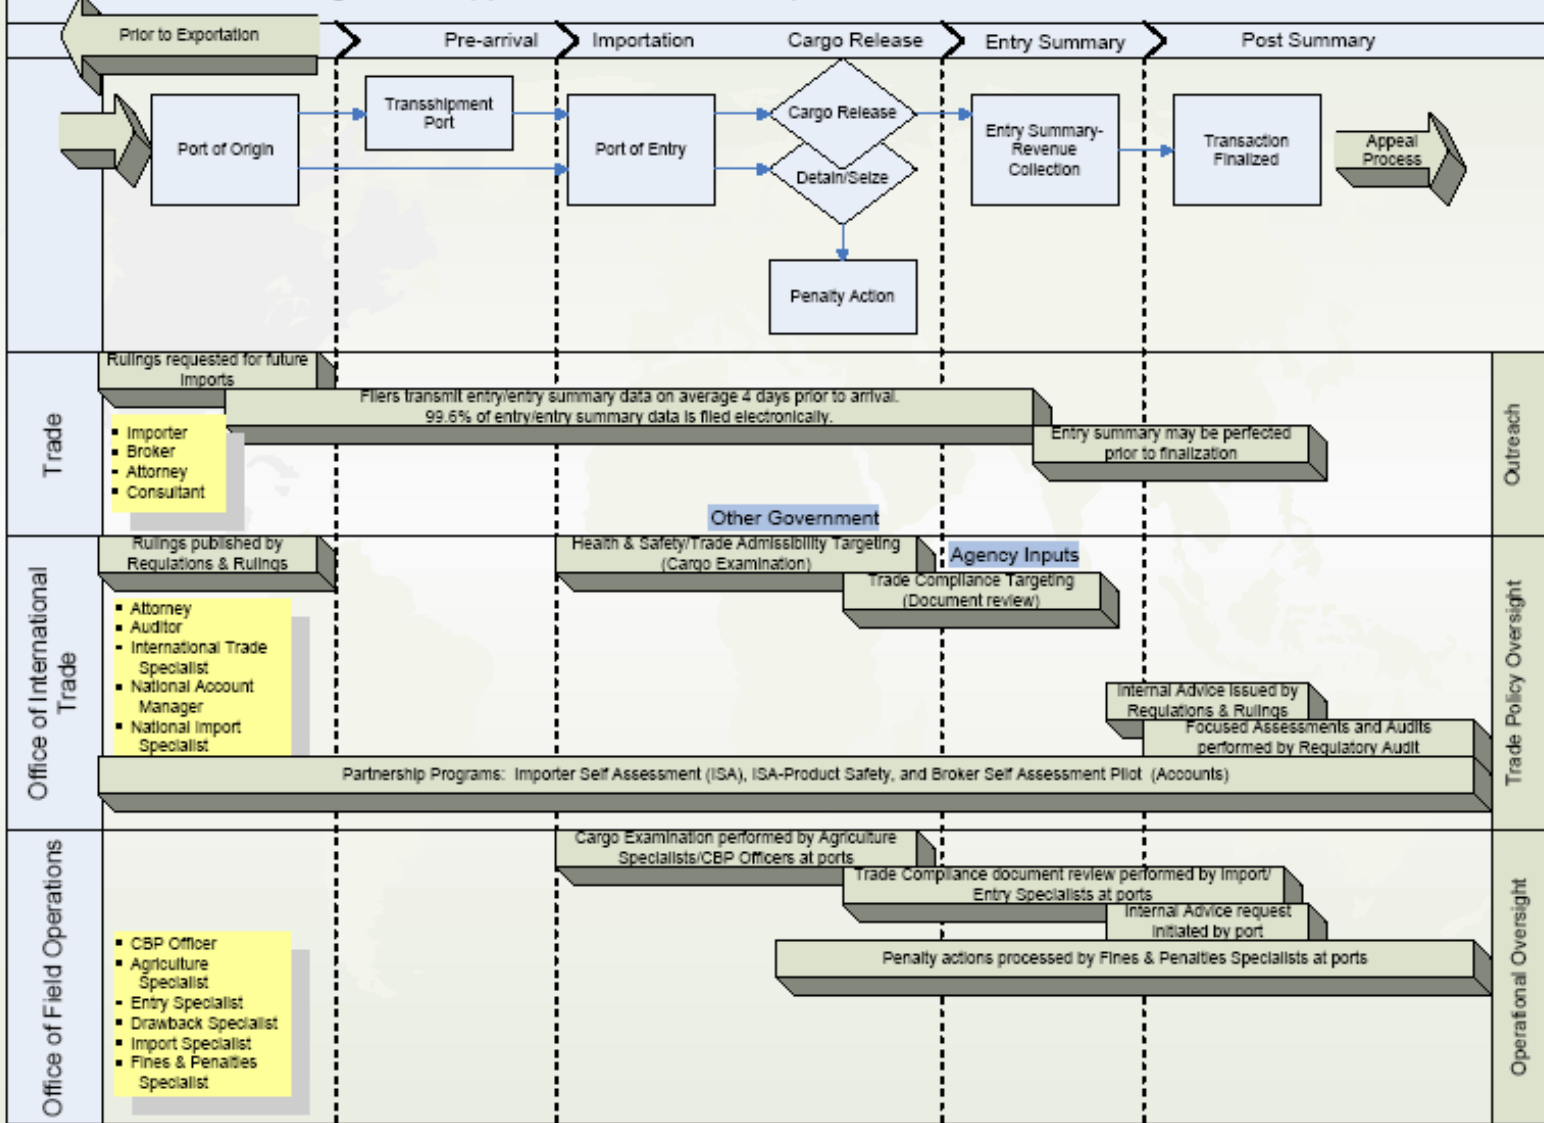 Prior to Exportation
Pre-arrival
Importation
Cargo Release
Entry Summary
Post Summary
Port of Origin
Transshipment
Port
Port of Entry
Cargo Release
Detain/Seize
Penalty Action
Entry Summary-
Revenue
Collection
Transaction
Finalized
Appeal
Process
Trade
Rulings requested for future
Imports
Filers transmit entry/entry summary data on average 4 days prior to arrival.
99.6% of entry/entry summary data is filed electronically.
Entry summary may be perfected
prior to finalization
▪ Importer
▪ Broker
▪ Attorney
▪ Consultant
Outreach
Other Government
Agency Inputs
Office of International
Trade
Rulings published by
Regulations & Rulings
Health & Safety/Trade Admissibility Targeting
(Cargo Examination)
Trade Compliance Targeting
(Document review)
▪ Attorney
▪ Auditor
▪ International Trade
Specialist
▪ National Account
Manager
▪ National Import
Specialist
Internal Advice Issued by
Regulations & Rulings
Focused Assessments and Audits
performed by Regulatory Audit
Partnership Programs: Importer Self Assessment (ISA), ISA-Product Safety, and Broker Self Assessment Pilot (Accounts)
Trade Policy Oversight
Office of Field Operations
Cargo Examination performed by Agriculture
Specialists/CBP Officers at ports
Trade Compliance document review performed by Import/
Entry Specialists at ports
Internal Advice request
Initiated by port
Penalty actions processed by Fines & Penalties Specialists at ports
▪ CBP Officer
▪ Agriculture
Specialist
▪ Entry Specialist
▪ Drawback Specialist
▪ Import Specialist
▪ Fines & Penalties
Specialist
Operational Oversight